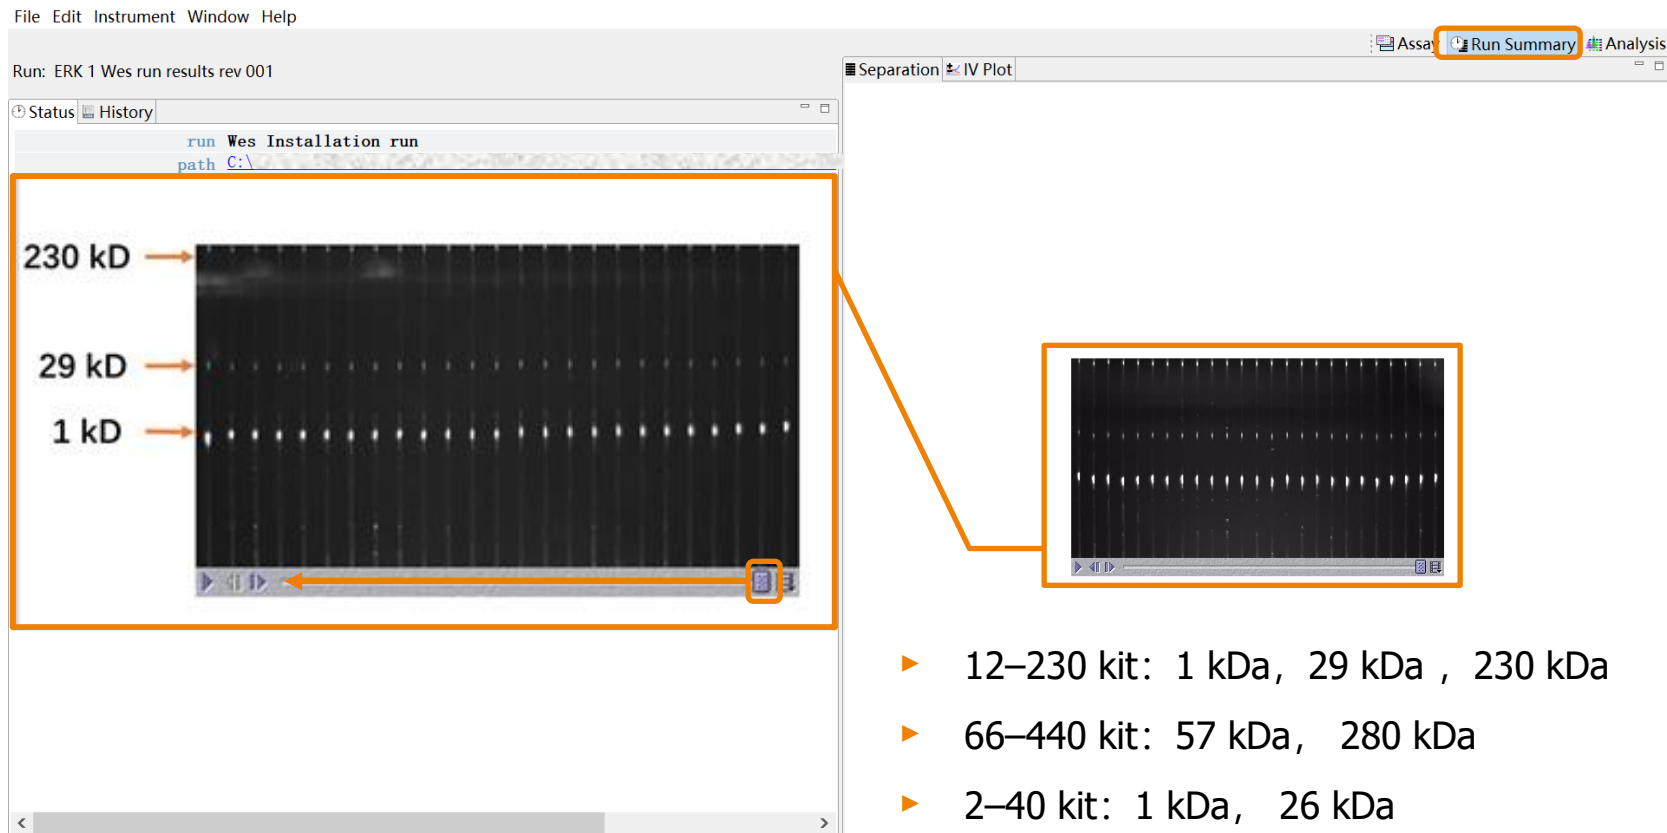 File Edit Instrument Window Help
Assay Run Summary Analysis
Run: ERK 1 Wes run results rev 001
Separation IV Plot
Status History
run Wes Installation run
path C:\
230 kD
29 kD
1 kD
► 12–230 kit：1 kDa，29 kDa ，230 kDa
► 66–440 kit：57 kDa， 280 kDa
► 2–40 kit：1 kDa， 26 kDa